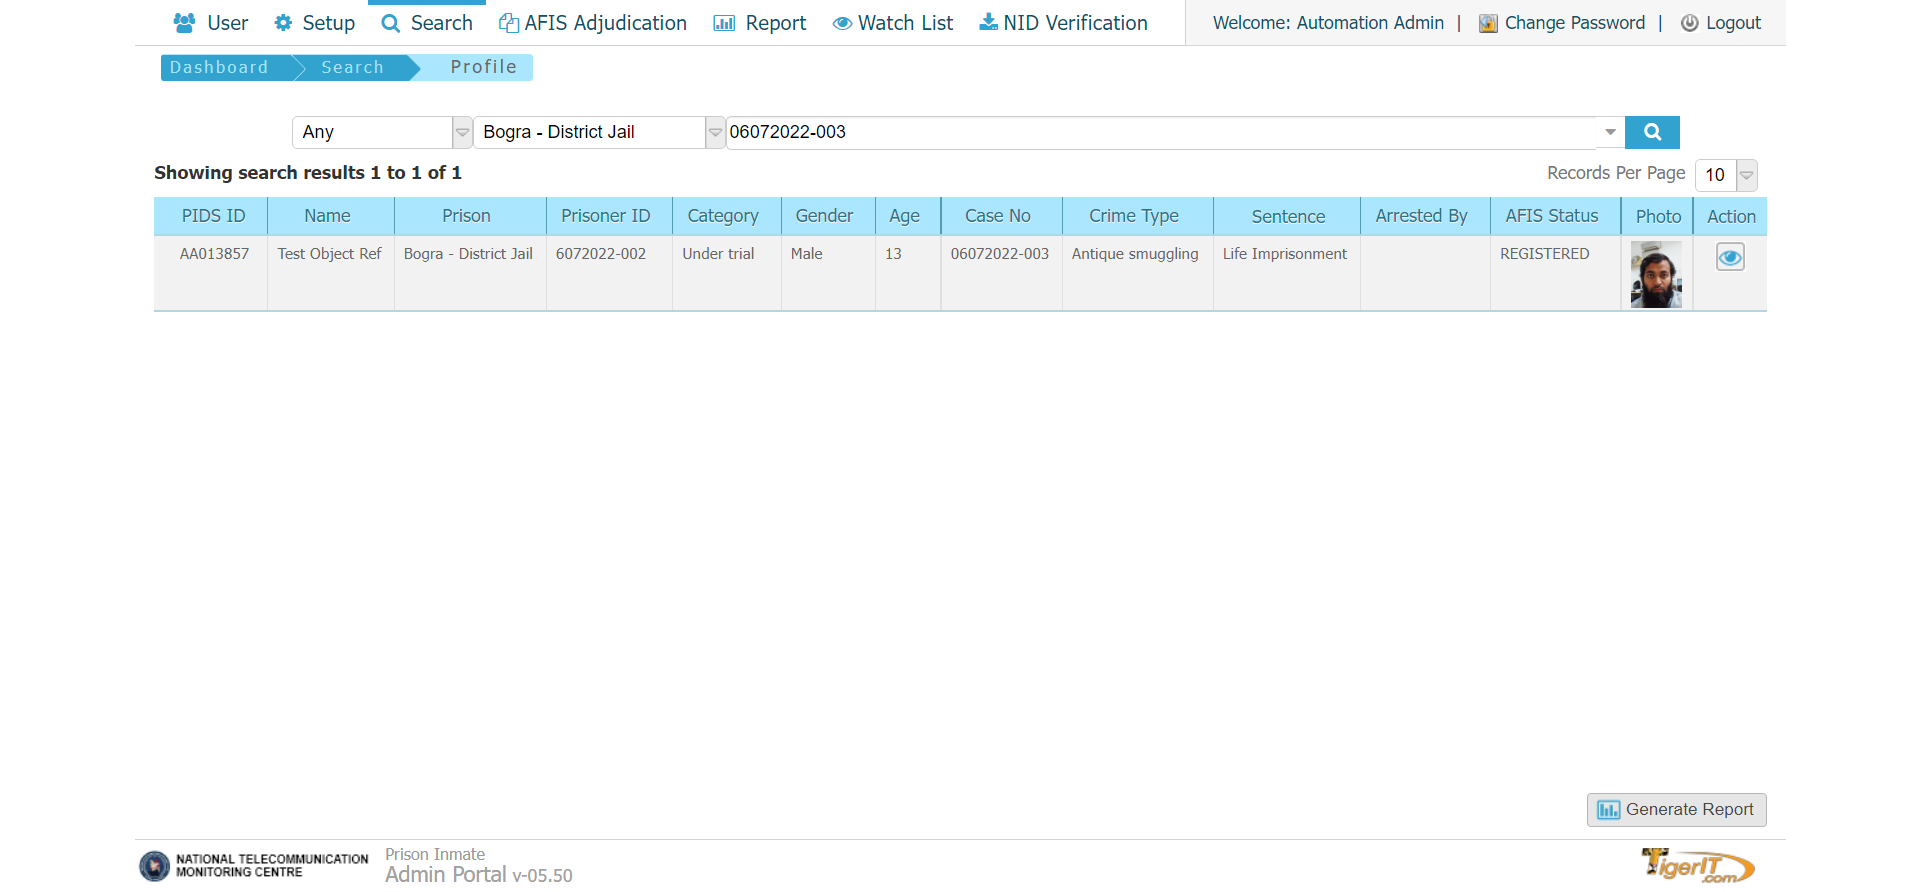 User Setup Search AFIS Adjudication Report Watch List NID Verification Welcome: Automation Admin | Change Password | Logout
Dashboard Search Profile
Any Bogra - District Jail 06072022-003
Showing search results 1 to 1 of 1 Records Per Page 10
PIDS ID Name Prison Prisoner ID Category Gender Age Case No Crime Type Sentence Arrested By AFIS Status Photo Action
AA013857 Test Object Ref Bogra - District Jail 6072022-002 Under trial Male 13 06072022-003 Antique smuggling Life Imprisonment REGISTERED
Generate Report
NATIONAL TELECOMMUNICATION
MONITORING CENTRE
Prison Inmate
Admin Portal v-05.50
TigerIT
.com